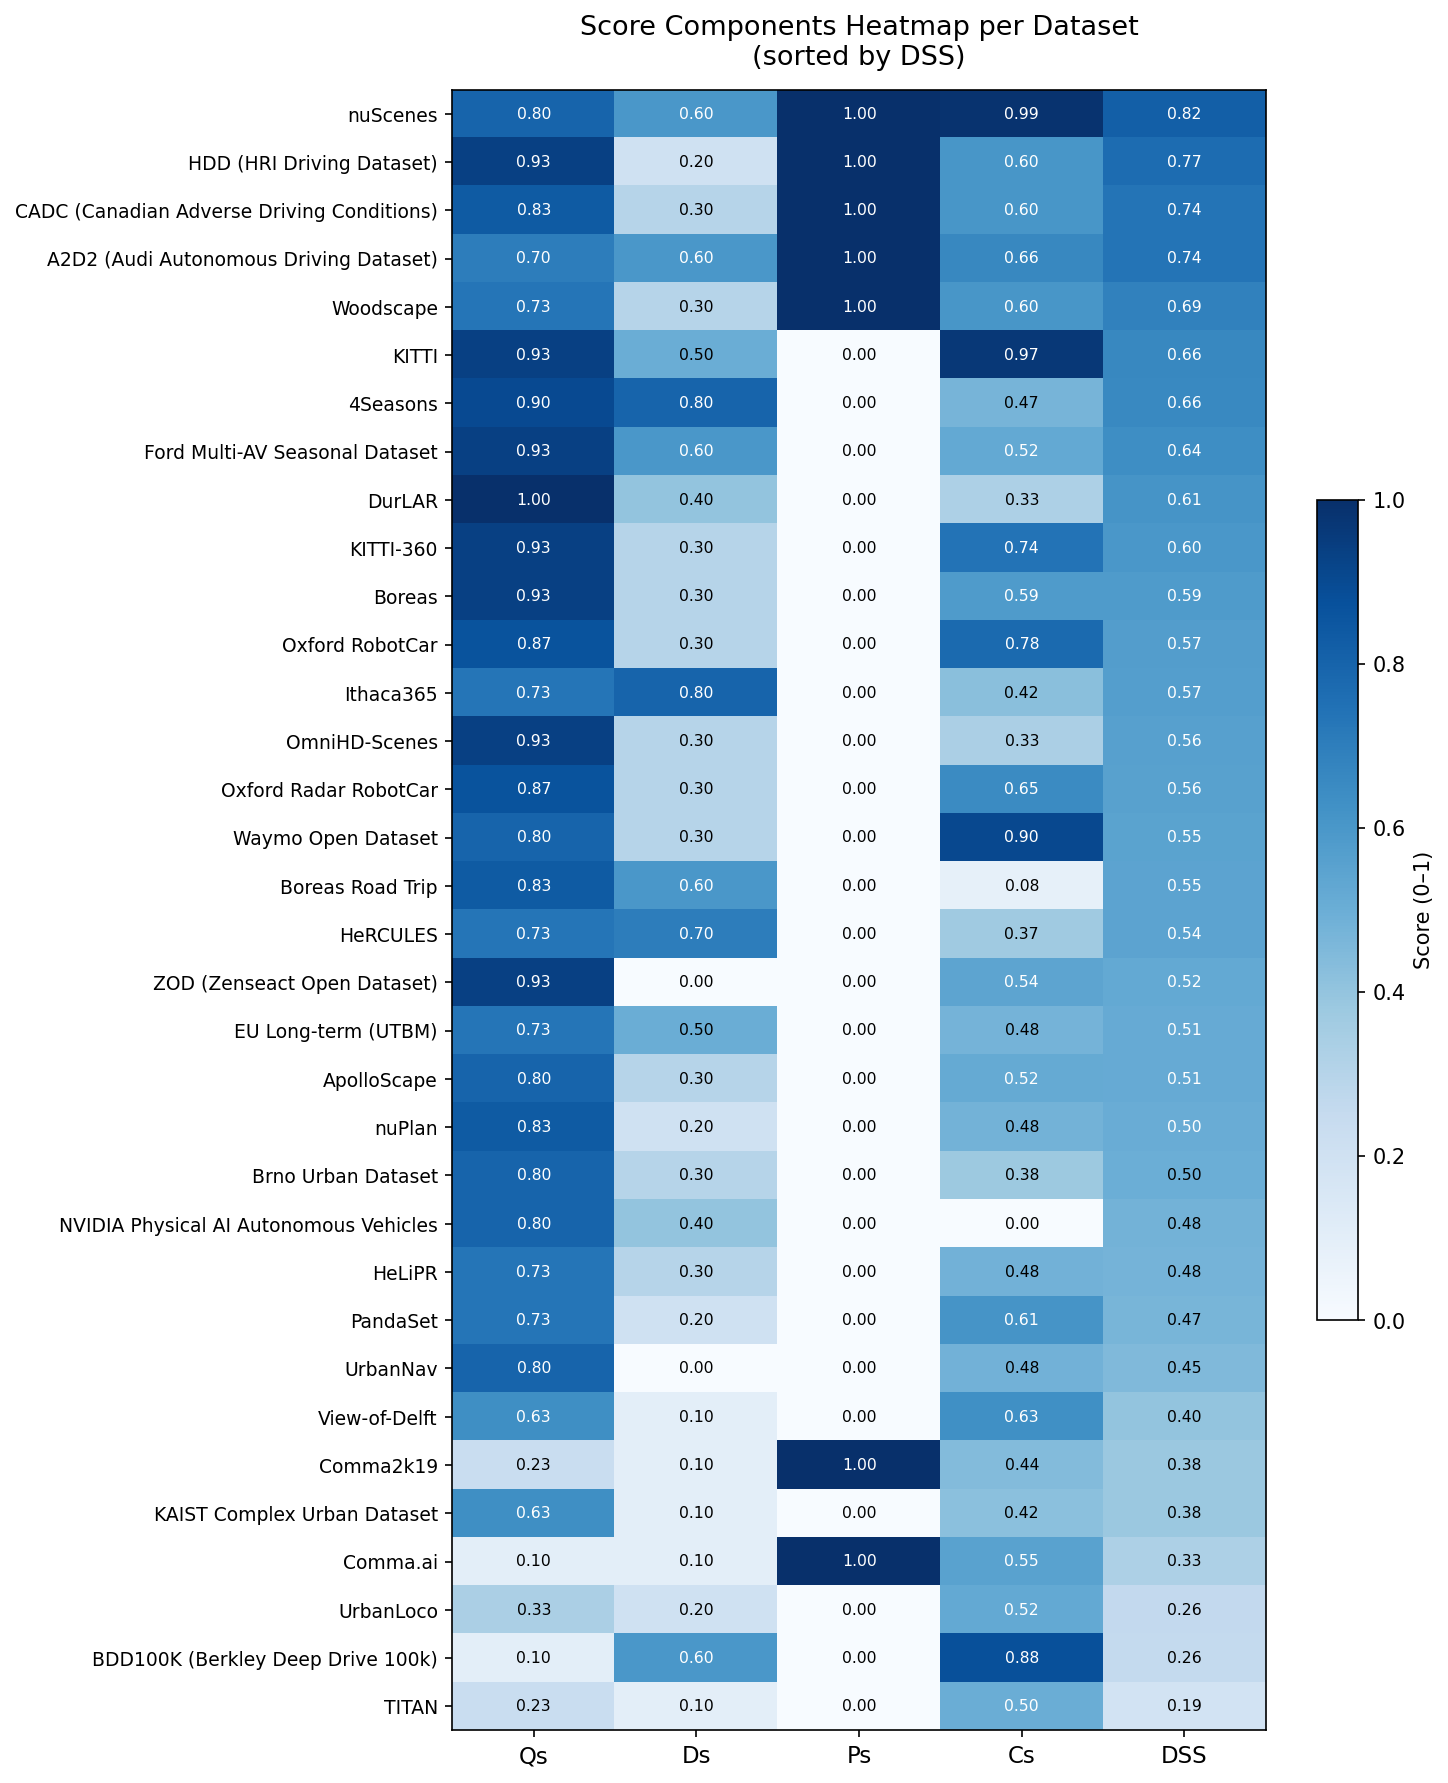 Score Components Heatmap per Dataset
(sorted by DSS)
nuScenes 0.80 0.60 1.00 0.99 0.82
HDD (HRI Driving Dataset) 0.93 0.20 1.00 0.60 0.77
CADC (Canadian Adverse Driving Conditions) 0.83 0.30 1.00 0.60 0.74
A2D2 (Audi Autonomous Driving Dataset) 0.70 0.60 1.00 0.66 0.74
Woodscape 0.73 0.30 1.00 0.60 0.69
KITTI 0.93 0.50 0.00 0.97 0.66
4Seasons 0.90 0.80 0.00 0.47 0.66
Ford Multi-AV Seasonal Dataset 0.93 0.60 0.00 0.52 0.64
DurLAR 1.00 0.40 0.00 0.33 0.61
KITTI-360 0.93 0.30 0.00 0.74 0.60
Boreas 0.93 0.30 0.00 0.59 0.59
Oxford RobotCar 0.87 0.30 0.00 0.78 0.57
Ithaca365 0.73 0.80 0.00 0.42 0.57
OmniHD-Scenes 0.93 0.30 0.00 0.33 0.56
Oxford Radar RobotCar 0.87 0.30 0.00 0.65 0.56
Waymo Open Dataset 0.80 0.30 0.00 0.90 0.55
Boreas Road Trip 0.83 0.60 0.00 0.08 0.55
HeRCULES 0.73 0.70 0.00 0.37 0.54
ZOD (Zenseact Open Dataset) 0.93 0.00 0.00 0.54 0.52
EU Long-term (UTBM) 0.73 0.50 0.00 0.48 0.51
ApolloScape 0.80 0.30 0.00 0.52 0.51
nuPlan 0.83 0.20 0.00 0.48 0.50
Brno Urban Dataset 0.80 0.30 0.00 0.38 0.50
NVIDIA Physical AI Autonomous Vehicles 0.80 0.40 0.00 0.00 0.48
HeLiPR 0.73 0.30 0.00 0.48 0.48
PandaSet 0.73 0.20 0.00 0.61 0.47
UrbanNav 0.80 0.00 0.00 0.48 0.45
View-of-Delft 0.63 0.10 0.00 0.63 0.40
Comma2k19 0.23 0.10 1.00 0.44 0.38
KAIST Complex Urban Dataset 0.63 0.10 0.00 0.42 0.38
Comma.ai 0.10 0.10 1.00 0.55 0.33
UrbanLoco 0.33 0.20 0.00 0.52 0.26
BDD100K (Berkley Deep Drive 100k) 0.10 0.60 0.00 0.88 0.26
TITAN 0.23 0.10 0.00 0.50 0.19
Qs Ds Ps Cs DSS
1.0
0.8
0.6
0.4
0.2
0.0
Score (0–1)